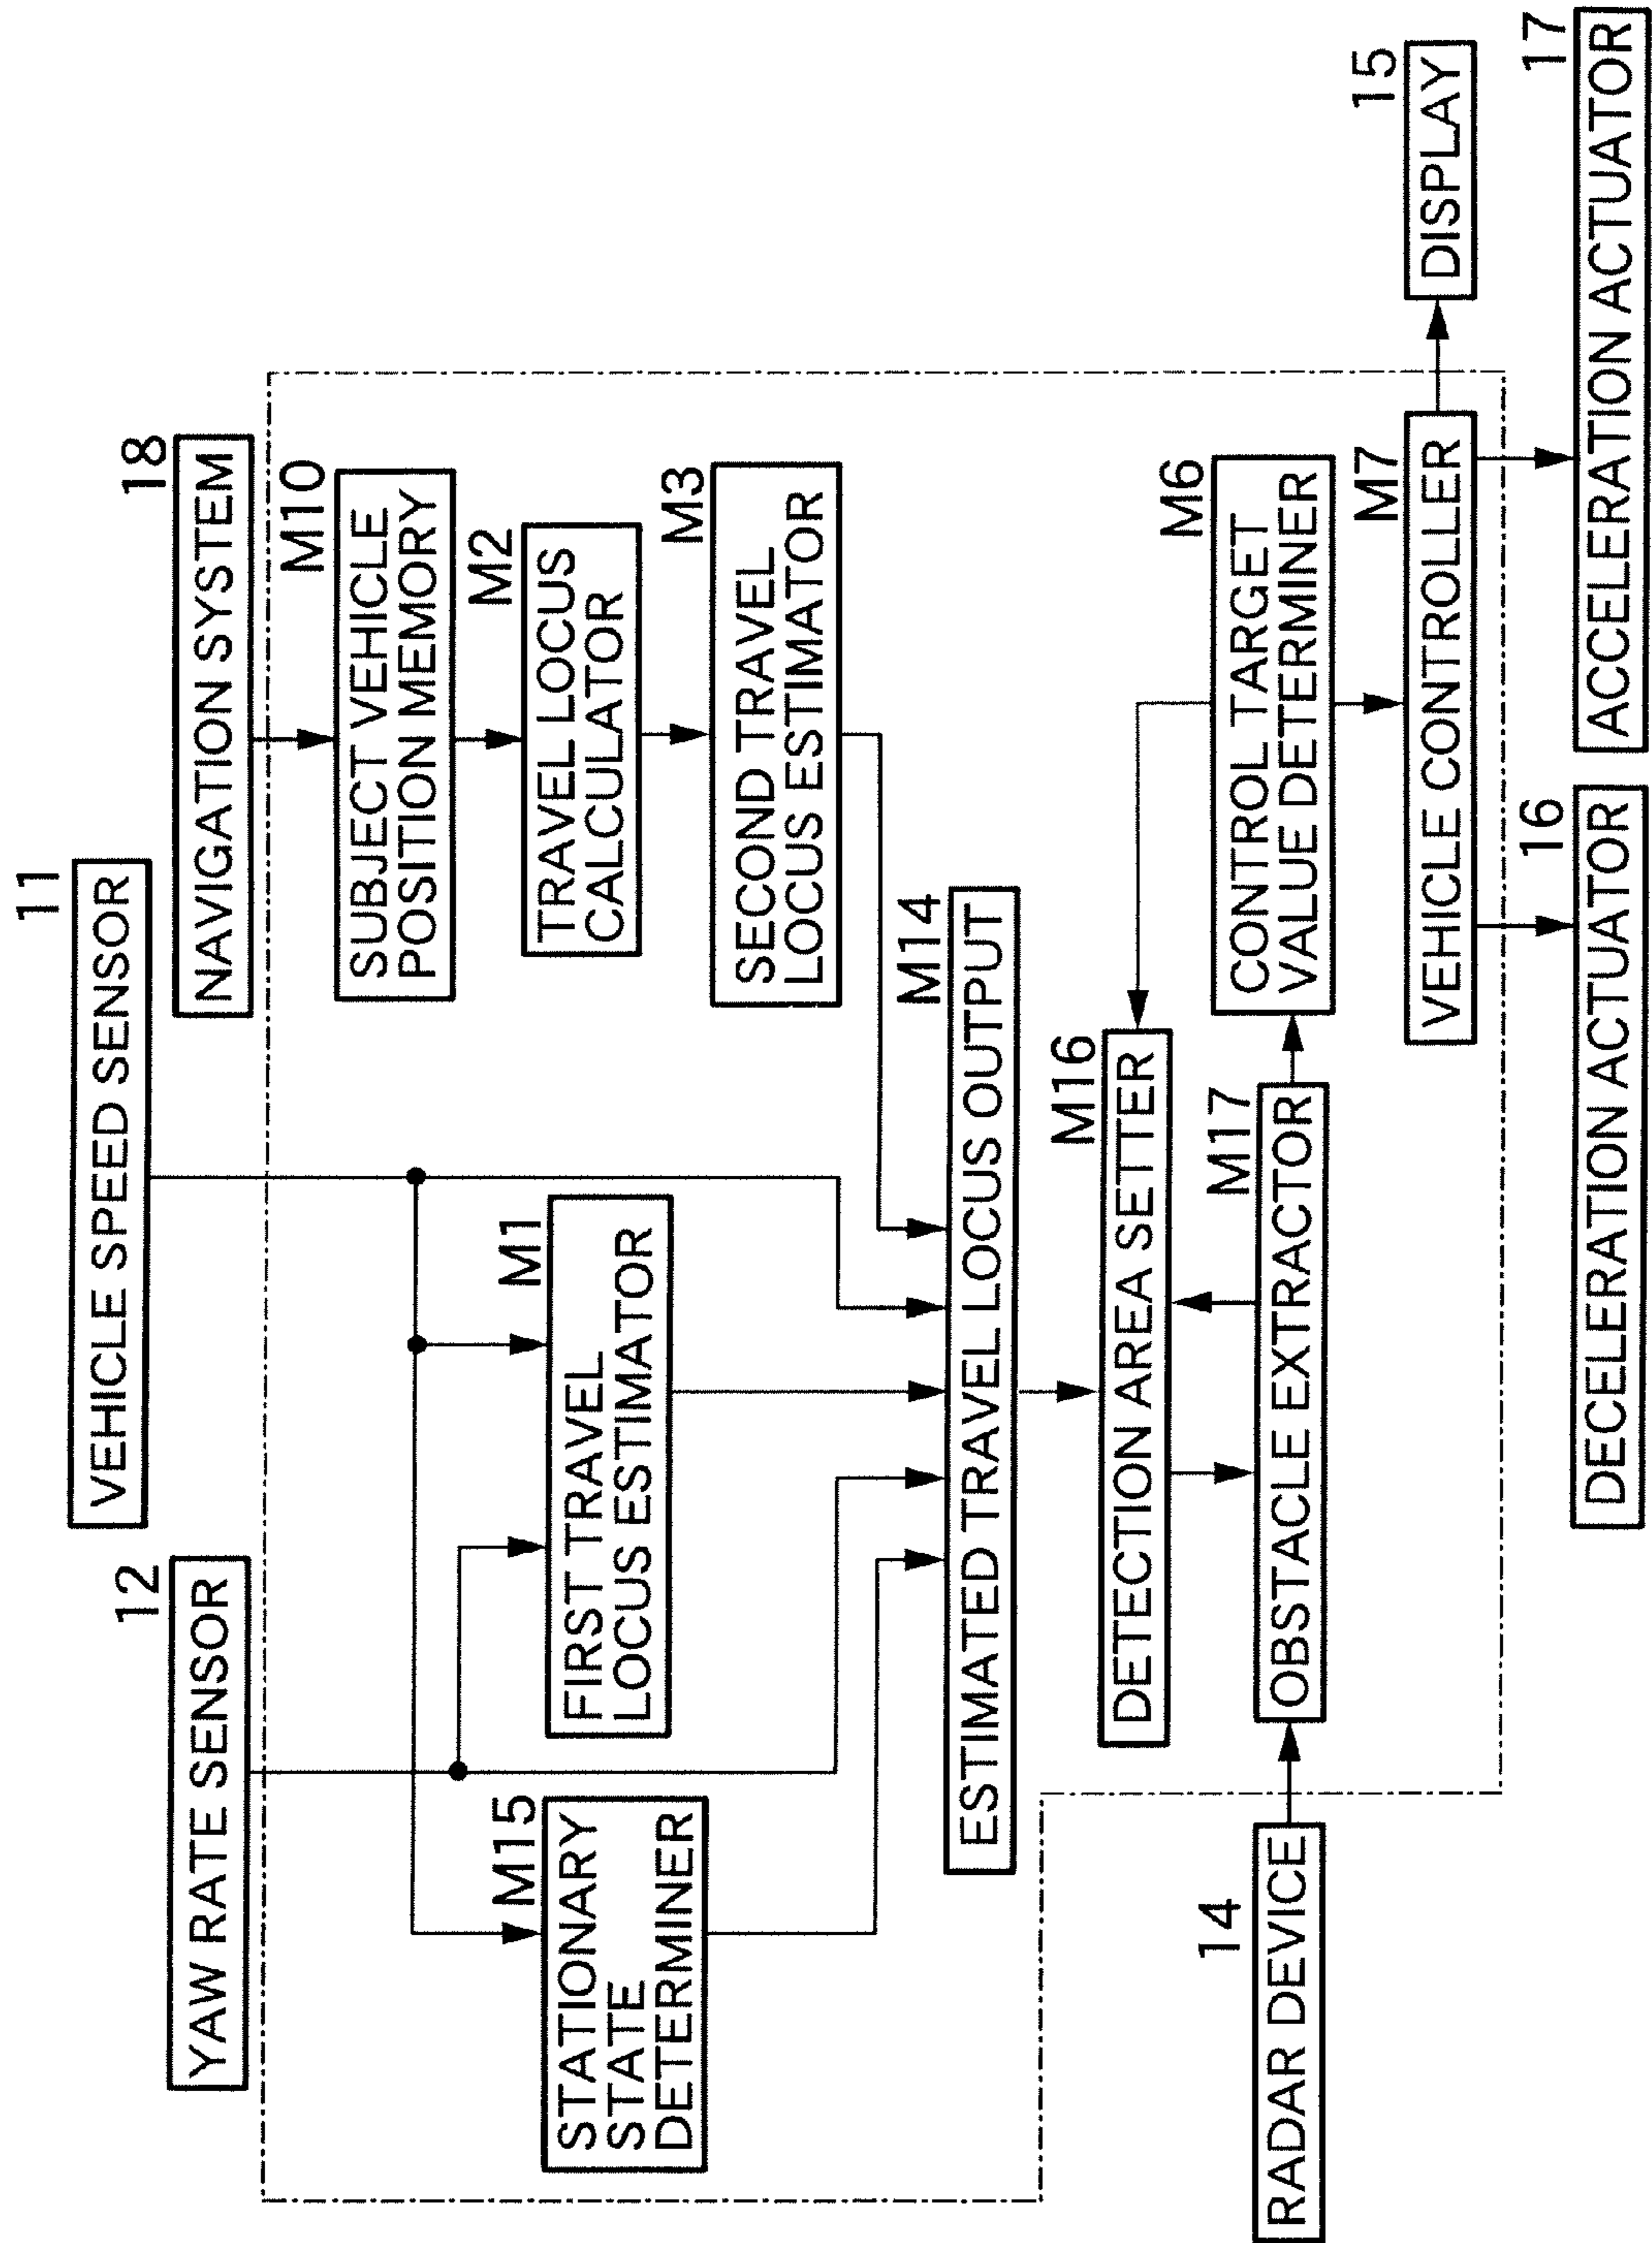 11
VEHICLE SPEED SENSOR
12
YAW RATE SENSOR
18
NAVIGATION SYSTEM
M10
SUBJECT VEHICLE
POSITION MEMORY
M2
TRAVEL LOCUS
CALCULATOR
M15
STATIONARY
STATE
DETERMINER
M1
FIRST TRAVEL
LOCUS ESTIMATOR
M3
SECOND TRAVEL
LOCUS ESTIMATOR
M14
ESTIMATED TRAVEL LOCUS OUTPUT
M16
DETECTION AREA SETTER
14
RADAR DEVICE
M17
OBSTACLE EXTRACTOR
M6
CONTROL TARGET
VALUE DETERMINER
M7
VEHICLE CONTROLLER
15
DISPLAY
16
DECELERATION ACTUATOR
17
ACCELERATION ACTUATOR